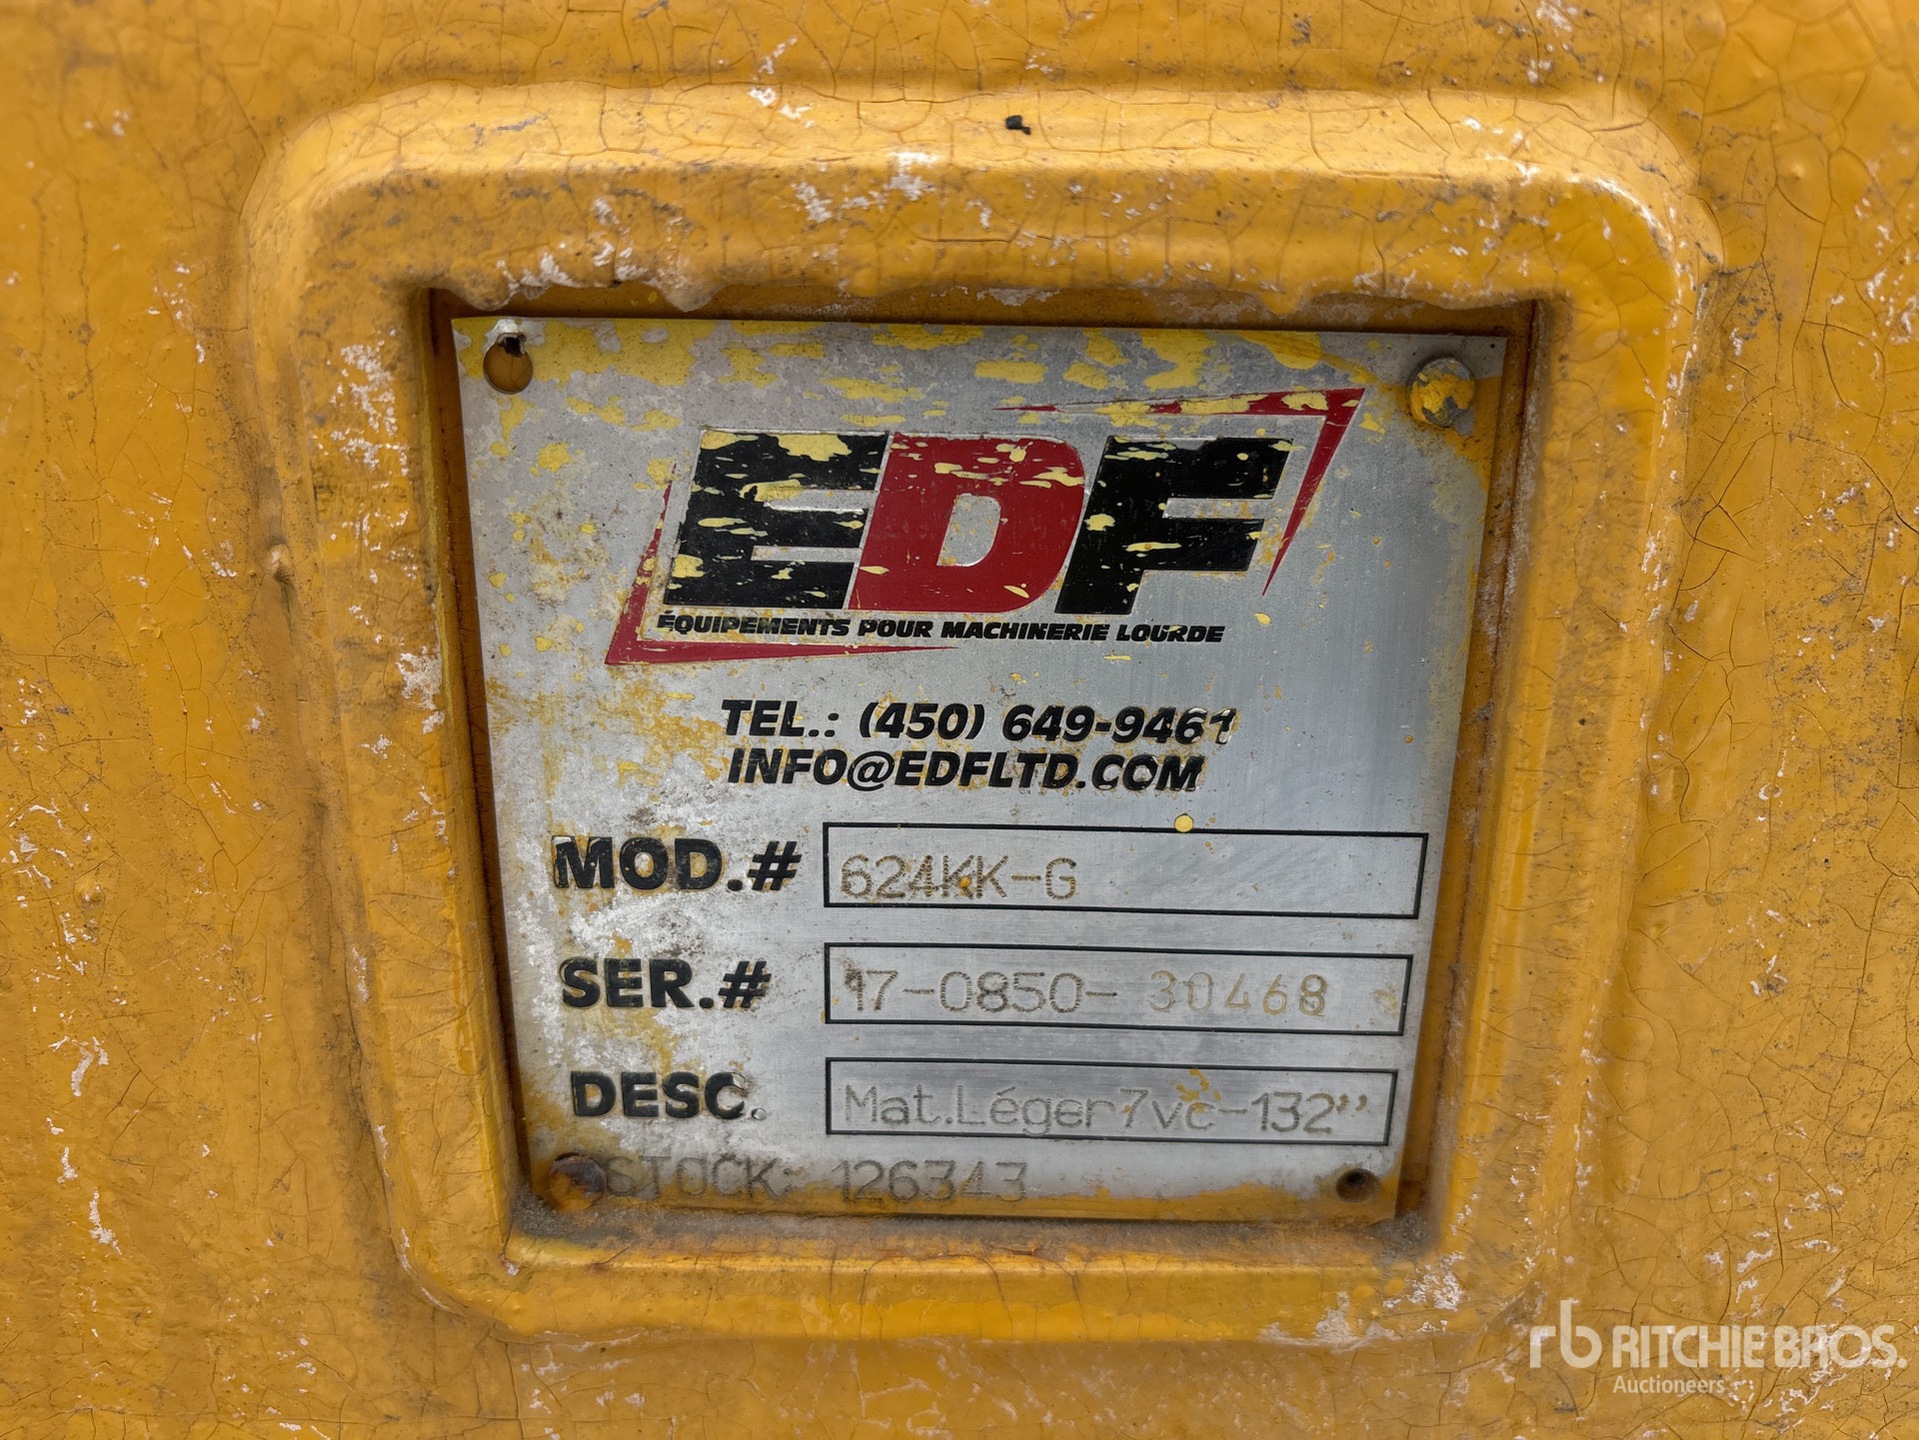 EDF
ÉQUIPEMENTS POUR MACHINERIE LOURDE
TEL.: (450) 649-9461
INFO@EDFLTD.COM
MOD.# 624KK-G
SER.# 17-0850-30468
DESC. Mat.Léger7vc-132"
STOCK: 126343
rb RITCHIE BROS.
Auctioneers